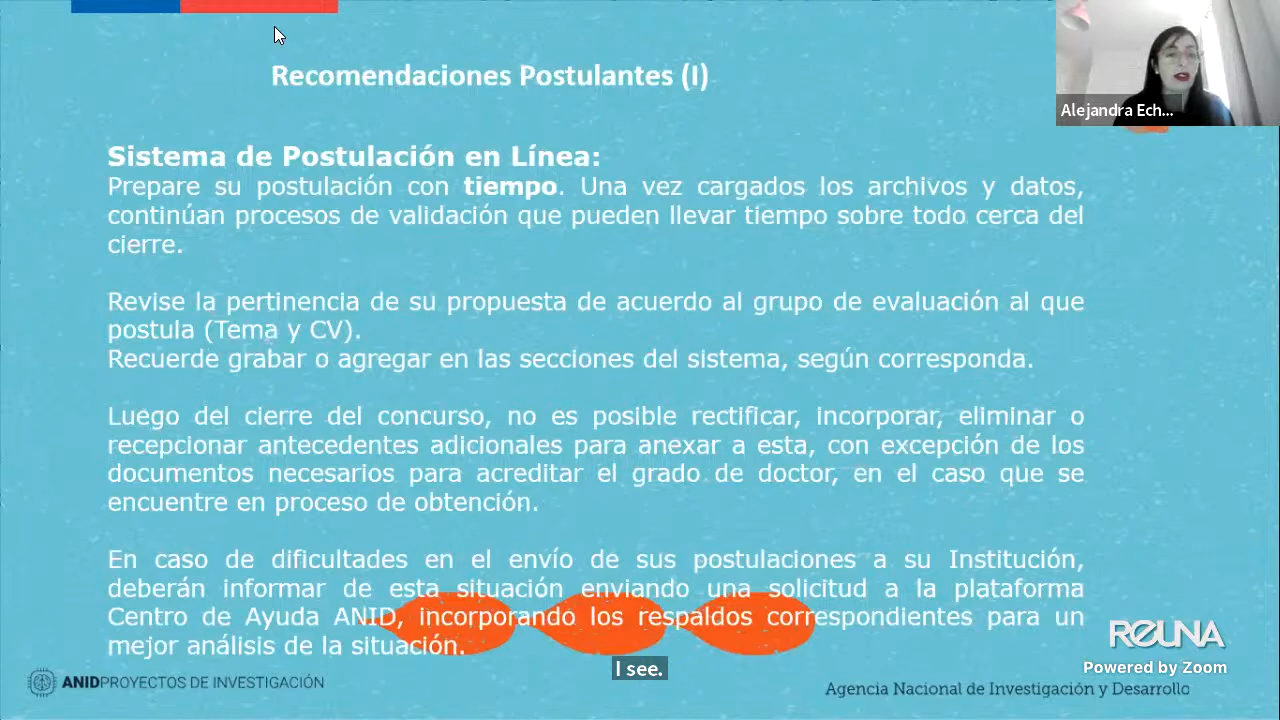 Recomendaciones Postulantes (I)
Alejandra Ech...
Sistema de Postulación en Línea:
Prepare su postulación con tiempo. Una vez cargados los archivos y datos,
continúan procesos de validación que pueden llevar tiempo sobre todo cerca del
cierre.
Revise la pertinencia de su propuesta de acuerdo al grupo de evaluación al que
postula (Tema y CV).
Recuerde grabar o agregar en las secciones del sistema, según corresponda.
Luego del cierre del concurso, no es posible rectificar, incorporar, eliminar o
recepcionar antecedentes adicionales para anexar a esta, con excepción de los
documentos necesarios para acreditar el grado de doctor, en el caso que se
encuentre en proceso de obtención.
En caso de dificultades en el envío de sus postulaciones a su Institución,
deberán informar de esta situación enviando una solicitud a la plataforma
Centro de Ayuda ANID, incorporando los respaldos correspondientes para un
mejor análisis de la situación.
REUNA
I see.
Powered by Zoom
ANIDPROYECTOS DE INVESTIGACIÓN
Agencia Nacional de Investigación y Desarrollo